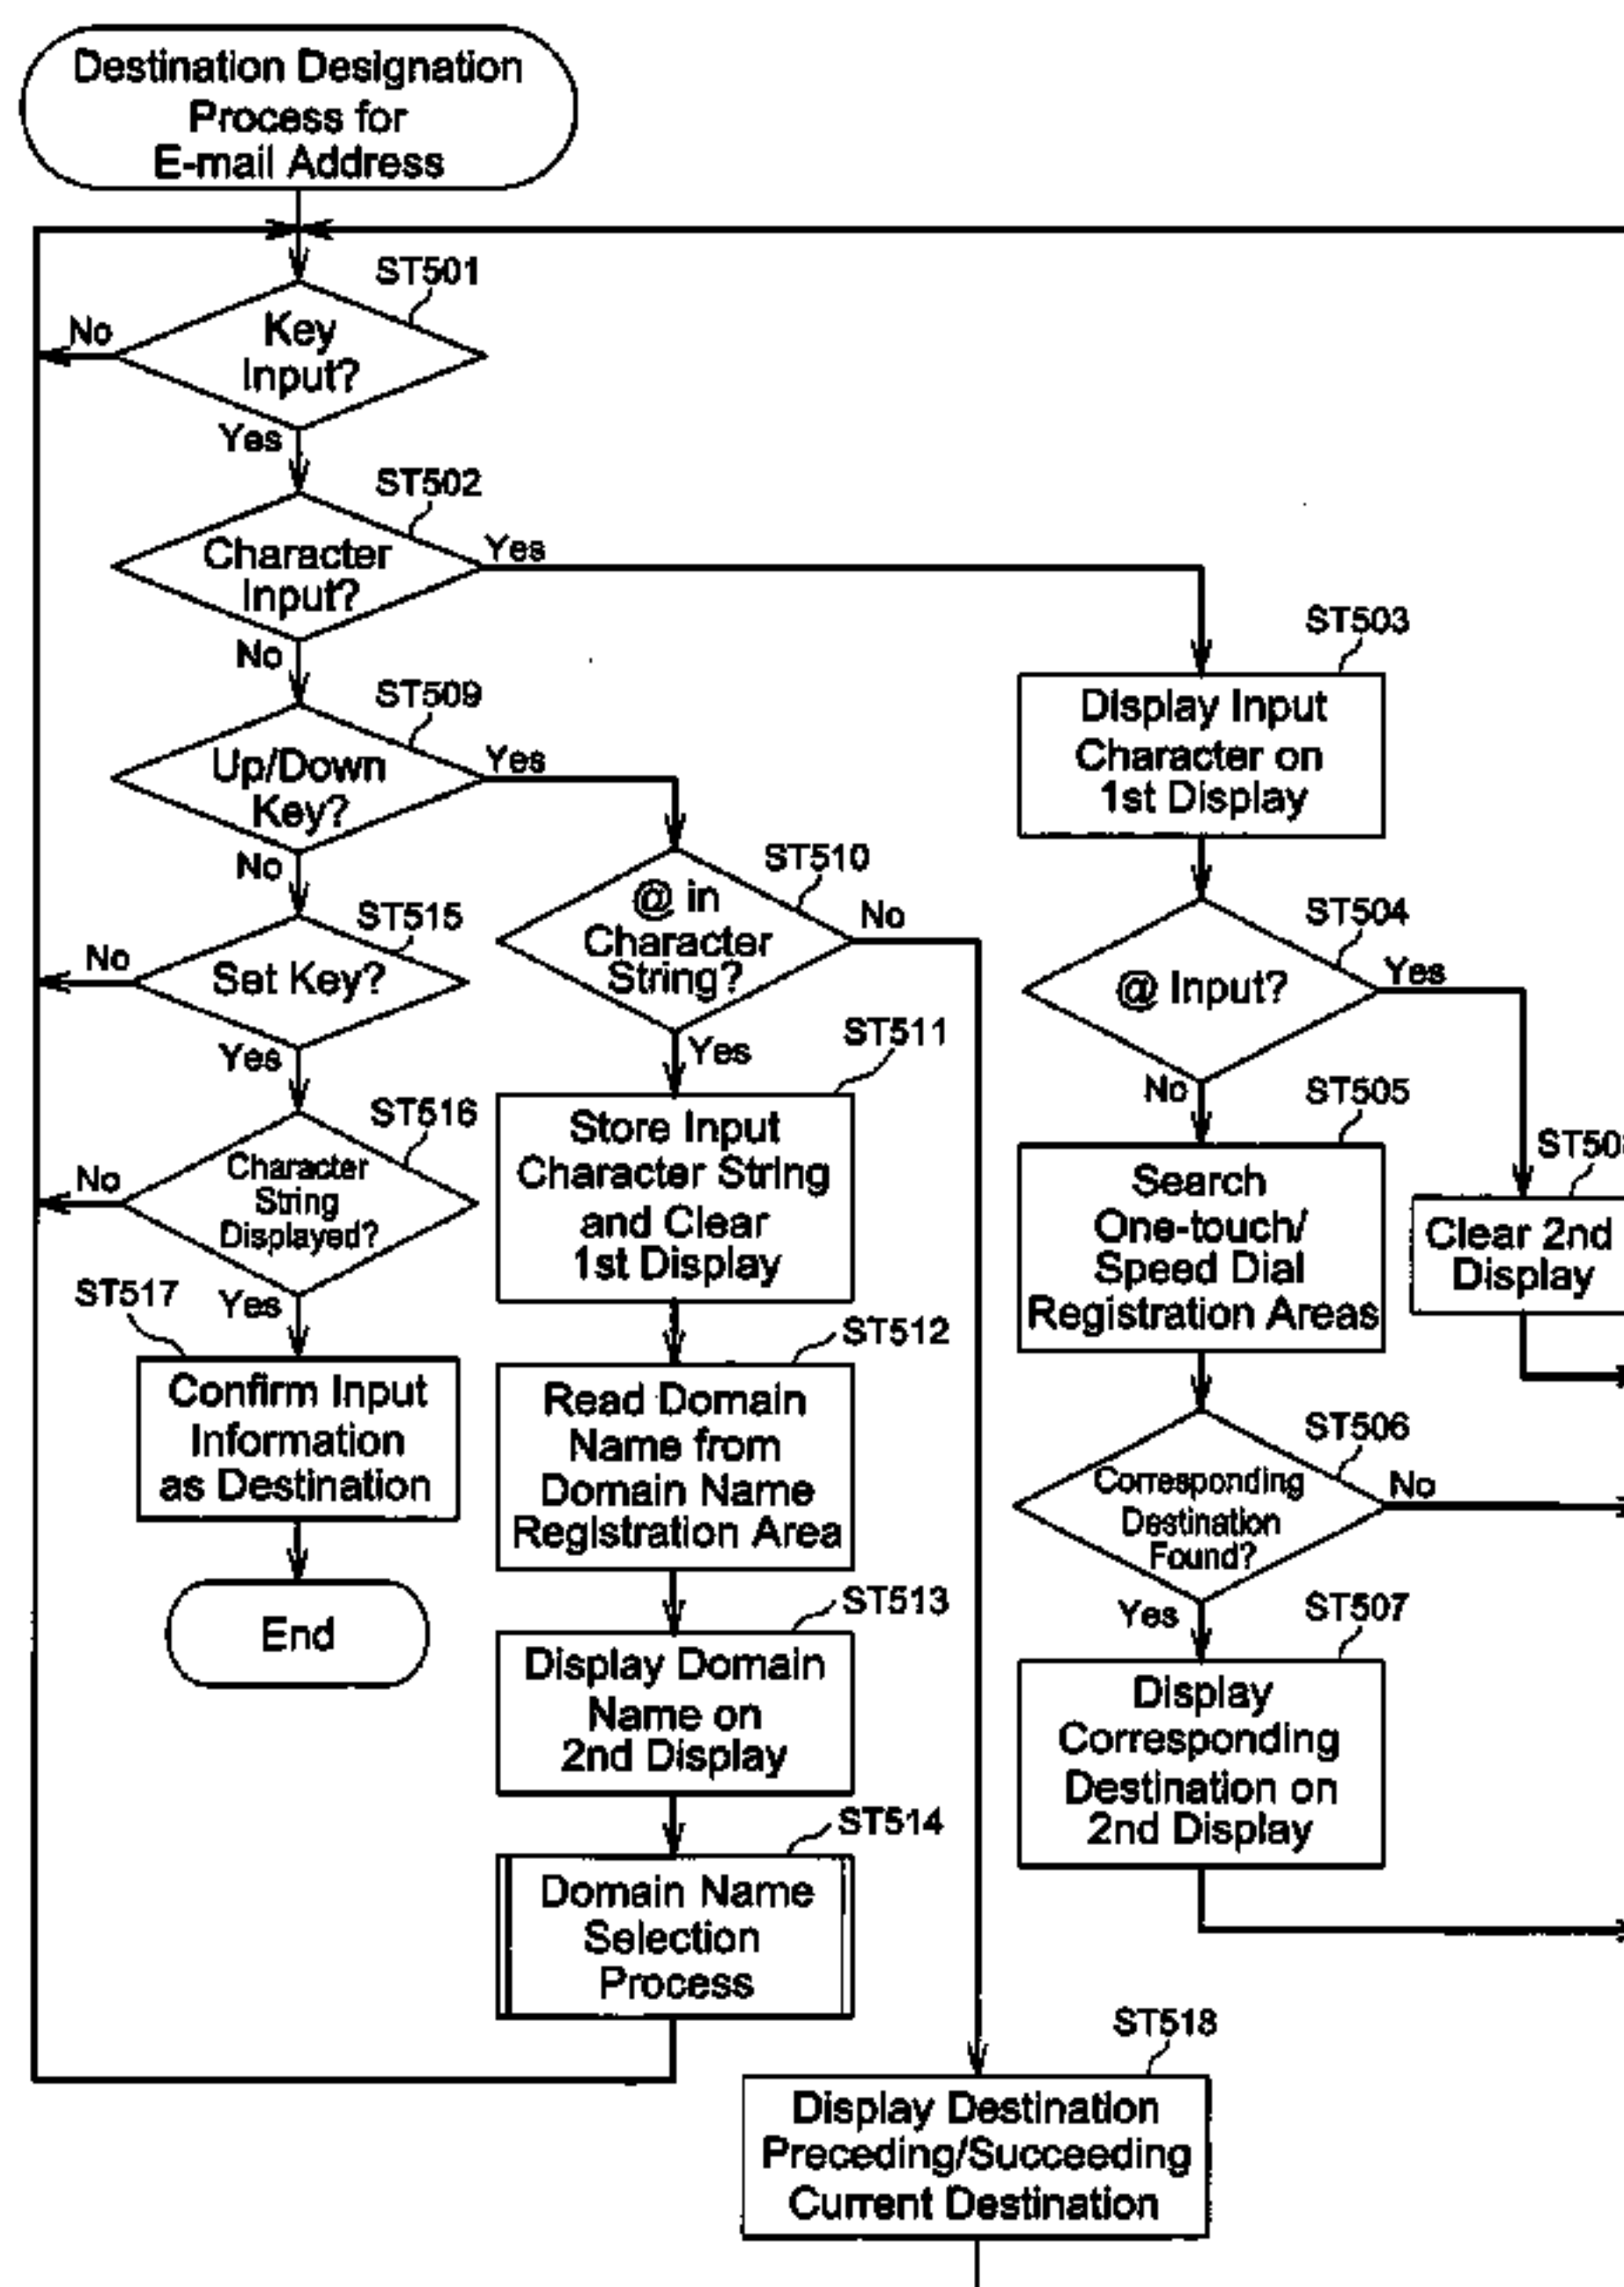 Destination Designation
Process for
E-mail Address
ST501
Key
Input?
No
Yes
ST502
Character
Input?
Yes
No
ST503
Display Input
Character on
1st Display
ST509
Up/Down
Key?
Yes
No
ST510
@ in
Character
String?
No
Yes
ST504
@ Input?
Yes
No
ST515
Set Key?
No
Yes
ST511
Store Input
Character String
and Clear
1st Display
ST505
Search
One-touch/
Speed Dial
Registration Areas
Clear 2nd
Display
ST516
Character
String
Displayed?
No
Yes
ST517
Confirm Input
Information
as Destination
End
ST512
Read Domain
Name from
Domain Name
Registration Area
ST506
Corresponding
Destination
Found?
No
Yes
ST513
Display Domain
Name on
2nd Display
ST507
Display
Corresponding
Destination on
2nd Display
ST514
Domain Name
Selection
Process
ST518
Display Destination
Preceding/Succeeding
Current Destination